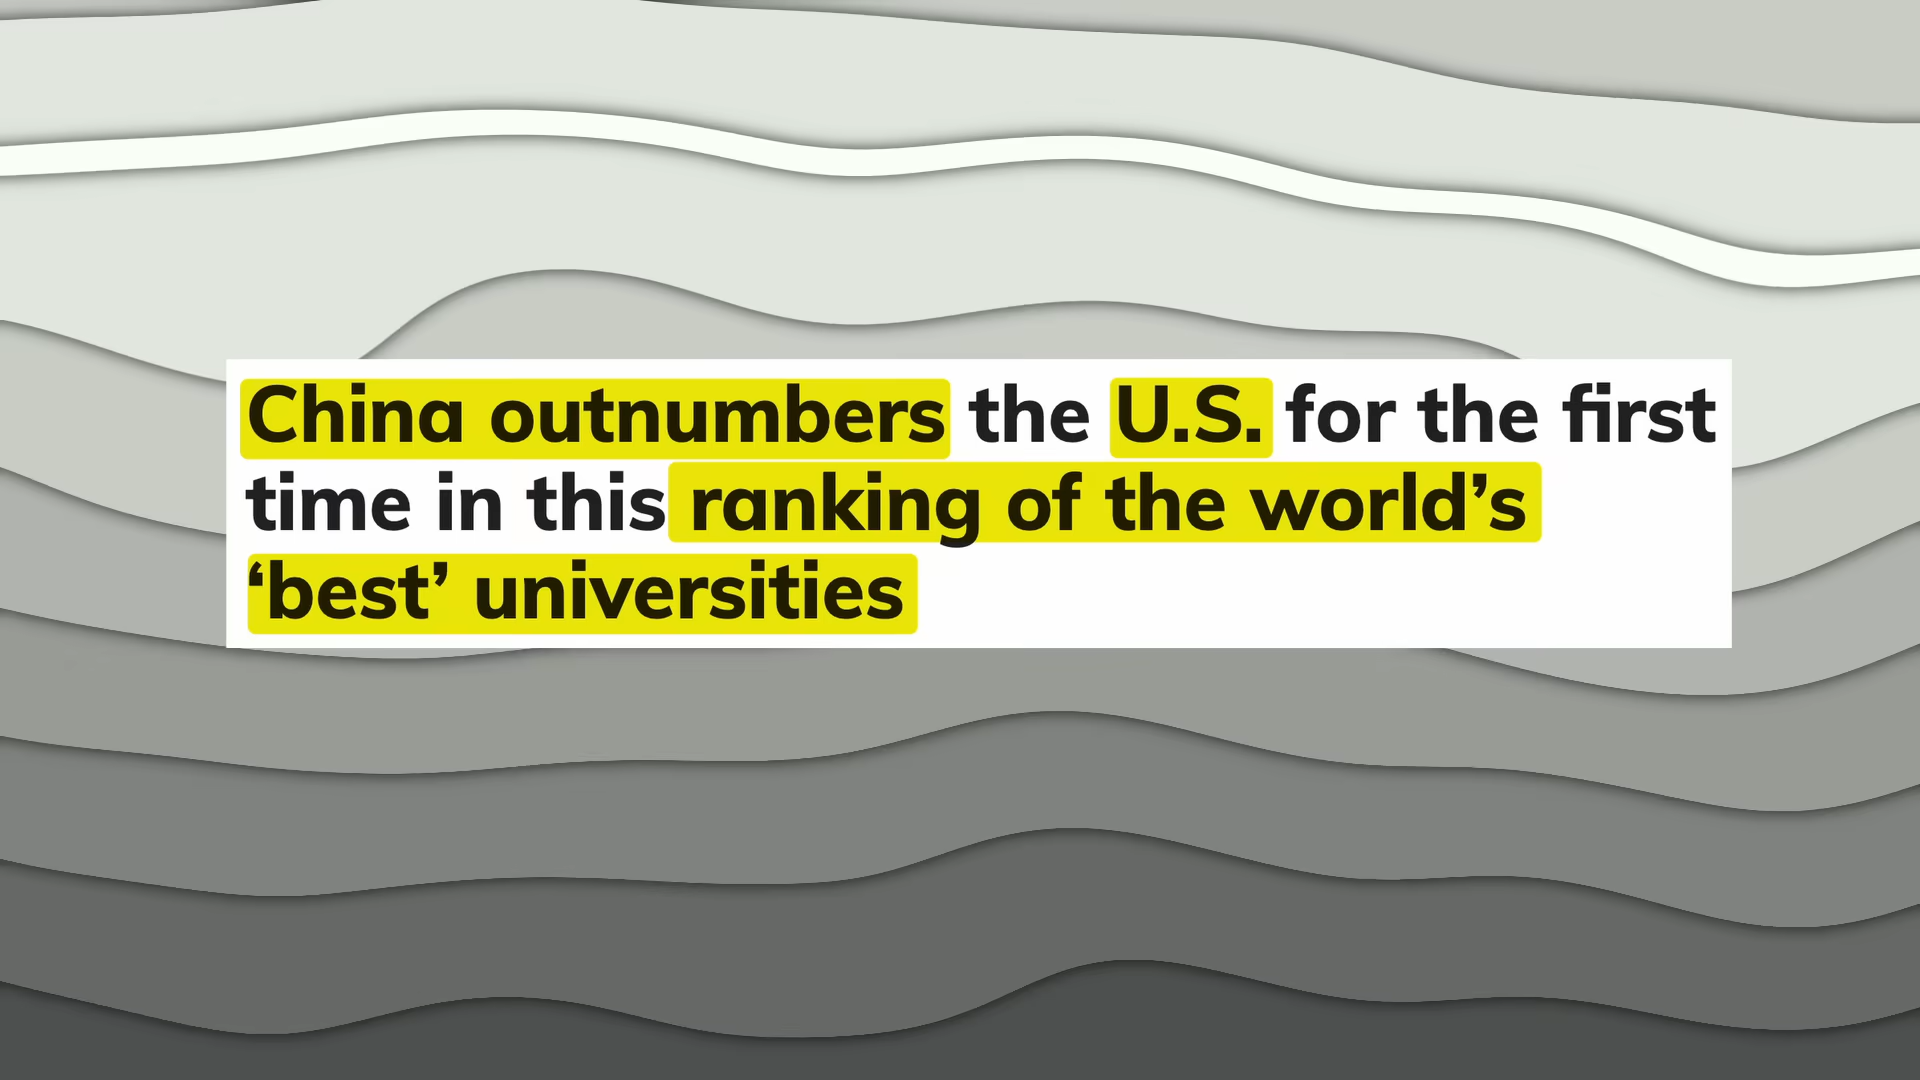 China outnumbers the U.S. for the first
time in this ranking of the world’s
‘best’ universities